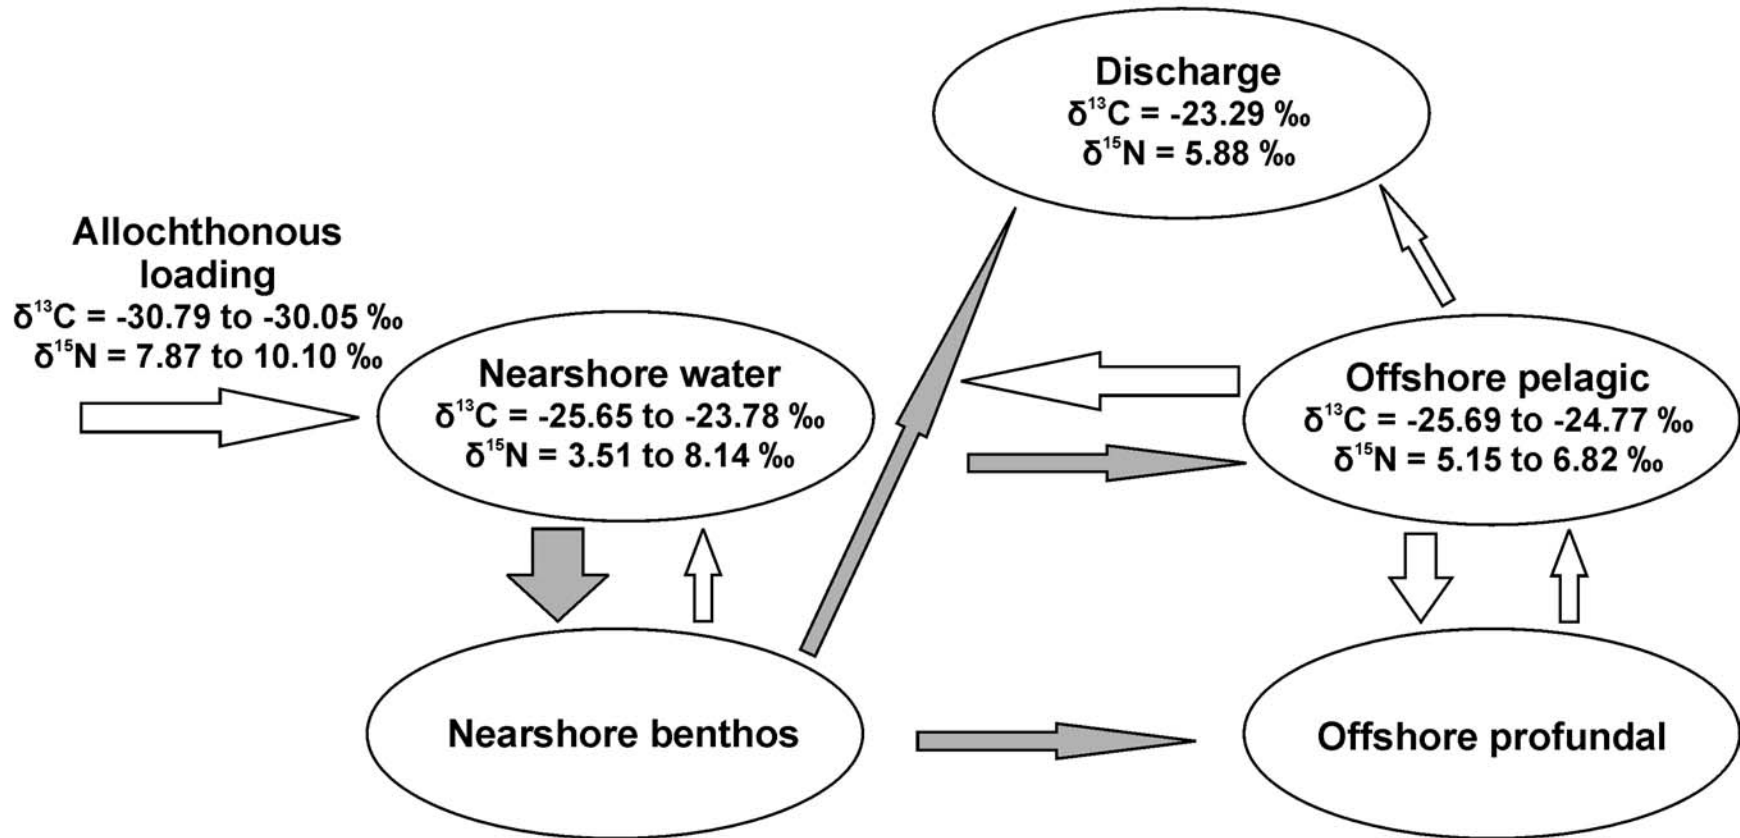 Discharge
δ¹³C = -23.29 ‰
δ¹⁵N = 5.88 ‰
Allochthonous
loading
δ¹³C = -30.79 to -30.05 ‰
δ¹⁵N = 7.87 to 10.10 ‰
Nearshore water
δ¹³C = -25.65 to -23.78 ‰
δ¹⁵N = 3.51 to 8.14 ‰
Offshore pelagic
δ¹³C = -25.69 to -24.77 ‰
δ¹⁵N = 5.15 to 6.82 ‰
Nearshore benthos
Offshore profundal